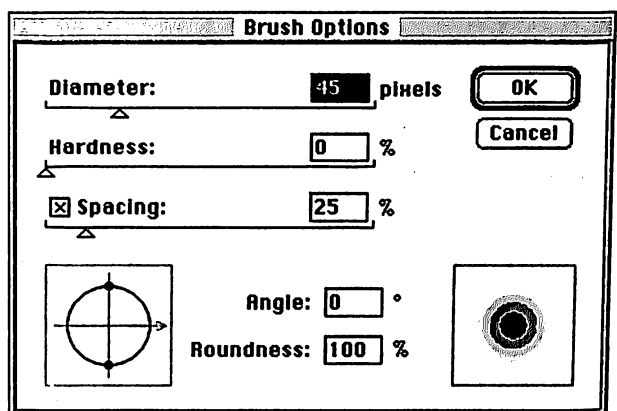 Brush Options
Diameter: 45 pixels
OK
Cancel
Hardness: 0 %
Spacing: 25 %
Angle: 0 °
Roundness: 100 %